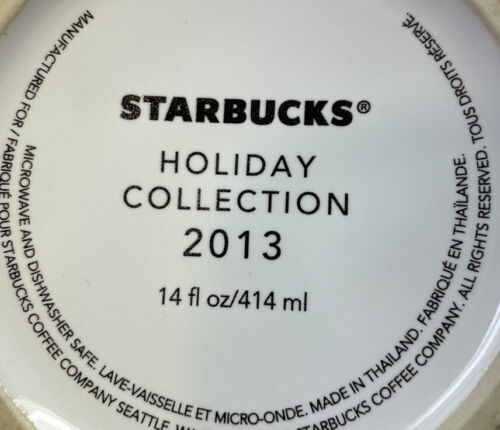 STARBUCKS®
HOLIDAY
COLLECTION
2013
14 fl oz/414 ml
MICROWAVE AND DISHWASHER SAFE. LAVE-VAISSELLE ET MICRO-ONDE. MADE IN THAILAND. FABRIQUÉ EN THAÏLANDE.
MANUFACTURED FOR / FABRIQUÉ POUR STARBUCKS COFFEE COMPANY SEATTLE, STARBUCKS COFFEE COMPANY. ALL RIGHTS RESERVED. TOUS DROITS RÉSERVÉ.